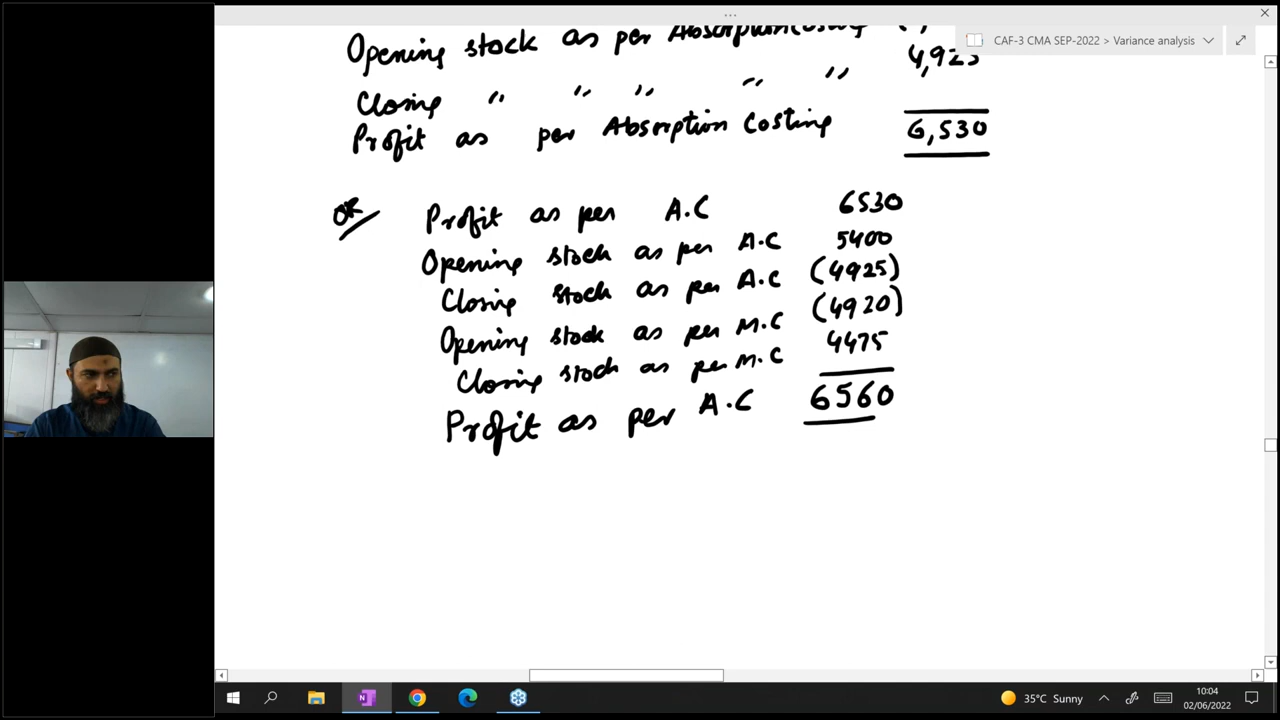 CAF-3 CMA SEP-2022 > Variance analysis
Opening stock as per Absorption Costing
Closing " " " " " 4,925
Profit as per Absorption Costing 6,530
OR Profit as per A.C 6530
Opening stock as per A.C 5400
Closing stock as per A.C (4925)
Opening stock as per M.C (4920)
Closing stock as per M.C 4475
Profit as per A.C 6560
35°C Sunny
10:04
02/06/2022